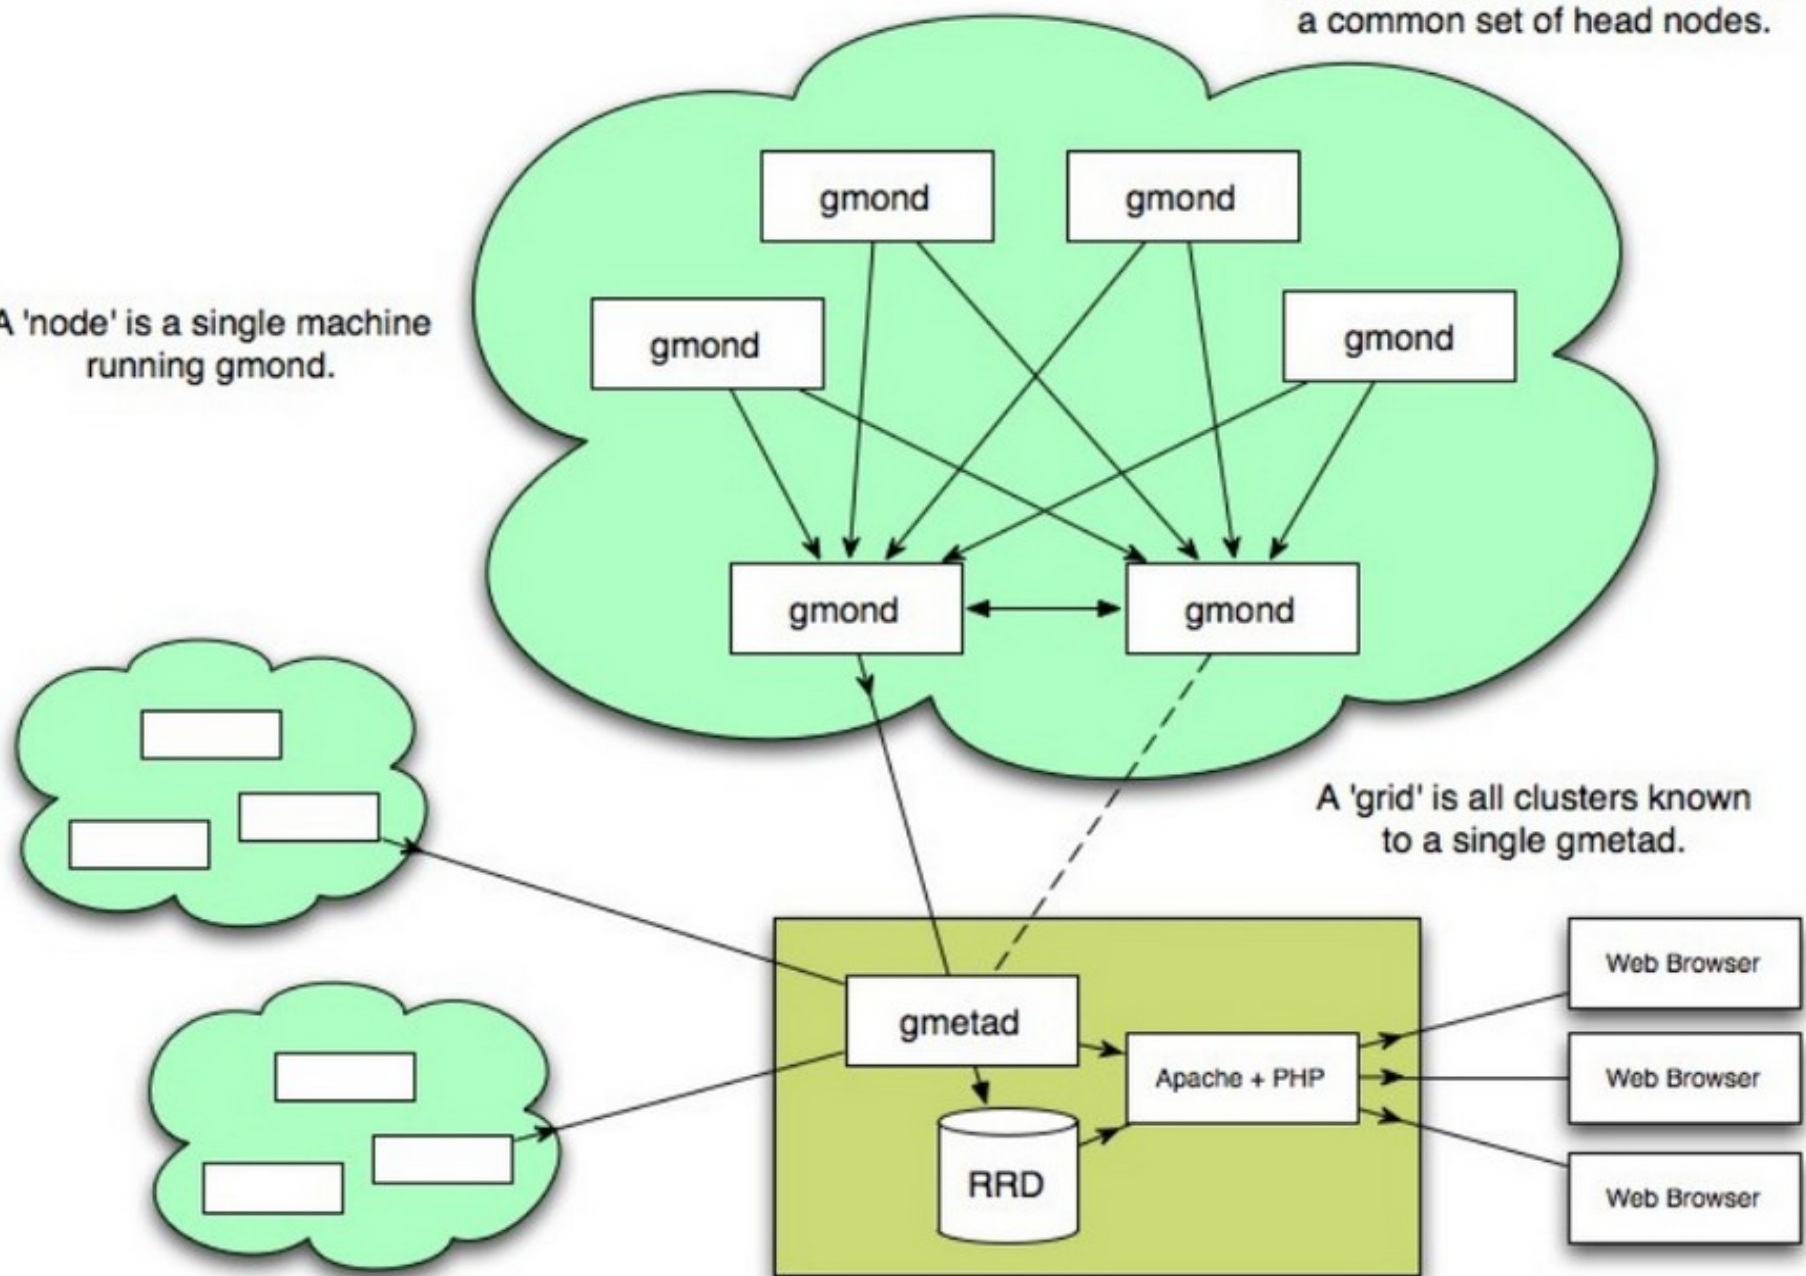 a common set of head nodes.
gmond
gmond
A 'node' is a single machine
running gmond.
gmond
gmond
gmond
gmond
A 'grid' is all clusters known
to a single gmetad.
gmetad
Apache + PHP
RRD
Web Browser
Web Browser
Web Browser